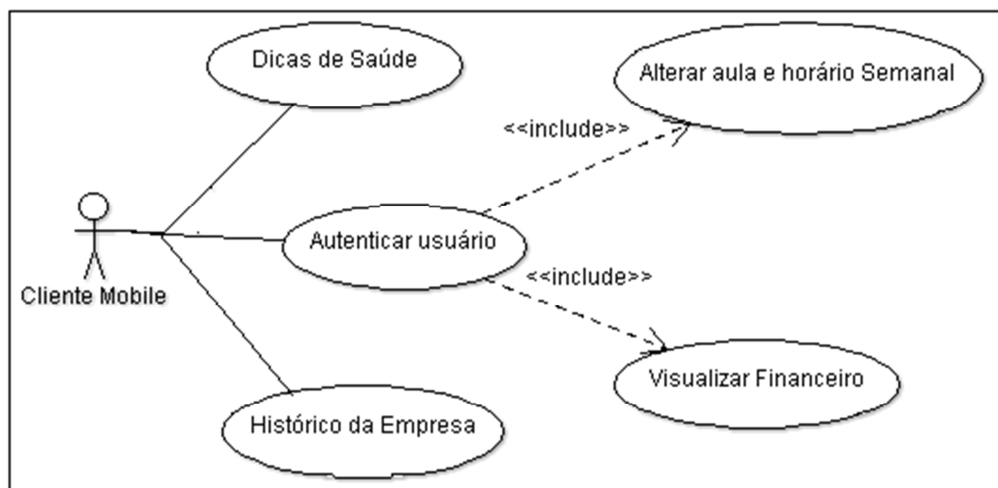 Dicas de Saúde
Alterar aula e horário Semanal
<<include>>
Autenticar usuário
<<include>>
Cliente Mobile
Visualizar Financeiro
Histórico da Empresa